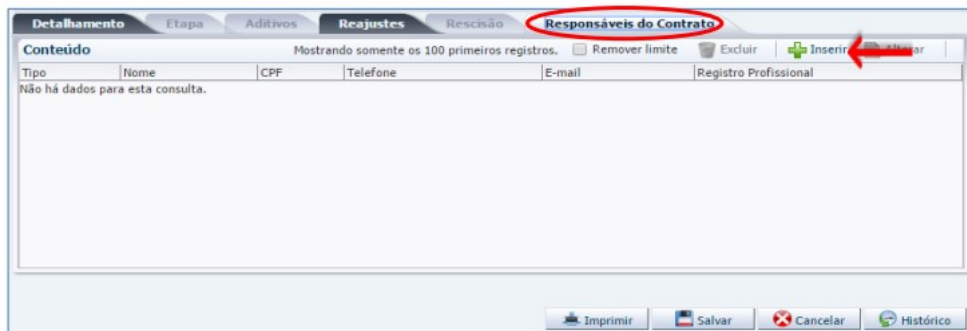 Detalhamento Etapa Aditivos Reajustes Rescisão Responsáveis do Contrato
Conteúdo Mostrando somente os 100 primeiros registros. Remover limite Excluir Inserir Alterar
Tipo Nome CPF Telefone E-mail Registro Profissional
Não há dados para esta consulta.
Imprimir Salvar Cancelar Histórico